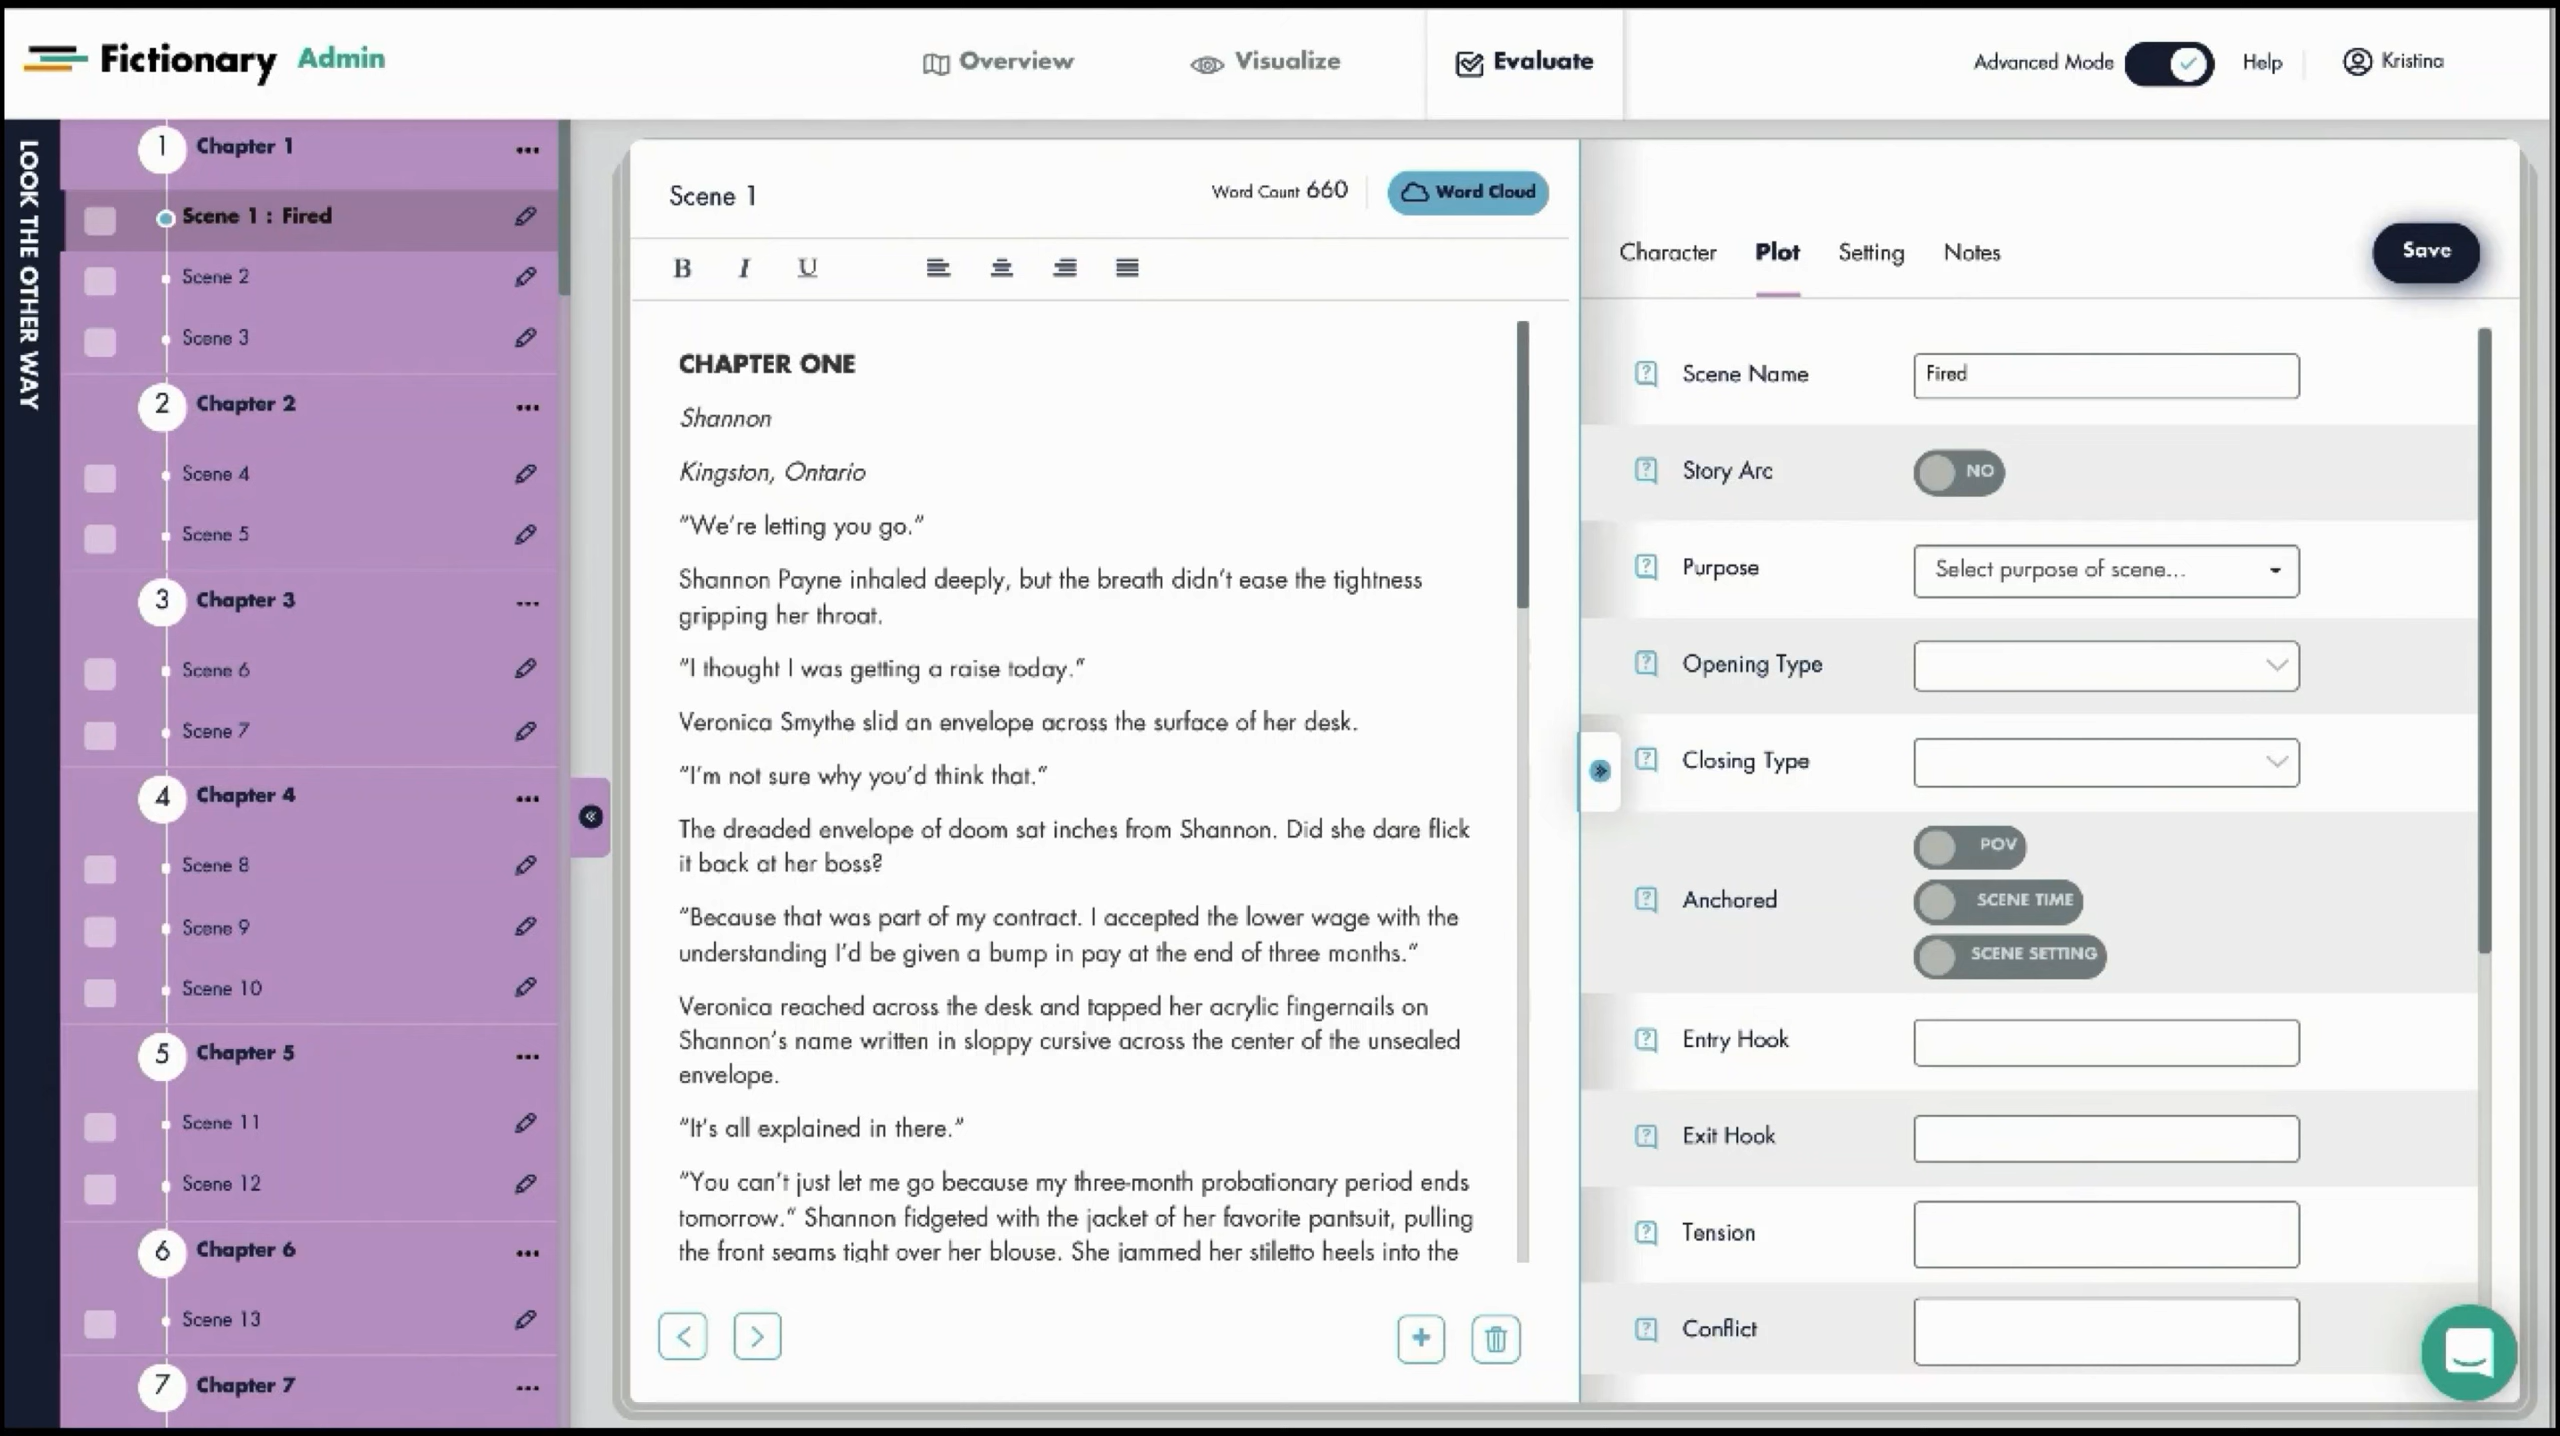 Fictionary Admin
Overview
Visualize
Evaluate
Advanced Mode
Help
Kristina
LOOK THE OTHER WAY
1 Chapter 1
Scene 1 : Fired
Scene 2
Scene 3
2 Chapter 2
Scene 4
Scene 5
3 Chapter 3
Scene 6
Scene 7
4 Chapter 4
Scene 8
Scene 9
Scene 10
5 Chapter 5
Scene 11
Scene 12
6 Chapter 6
Scene 13
7 Chapter 7
Scene 1
Word Count 660
Word Cloud
B I U
CHAPTER ONE
Shannon
Kingston, Ontario
“We’re letting you go.”
Shannon Payne inhaled deeply, but the breath didn’t ease the tightness
gripping her throat.
“I thought I was getting a raise today.”
Veronica Smythe slid an envelope across the surface of her desk.
“I’m not sure why you’d think that.”
The dreaded envelope of doom sat inches from Shannon. Did she dare flick
it back at her boss?
“Because that was part of my contract. I accepted the lower wage with the
understanding I’d be given a bump in pay at the end of three months.”
Veronica reached across the desk and tapped her acrylic fingernails on
Shannon’s name written in sloppy cursive across the center of the unsealed
envelope.
“It’s all explained in there.”
“You can’t just let me go because my three-month probationary period ends
tomorrow.” Shannon fidgeted with the jacket of her favorite pantsuit, pulling
the front seams tight over her blouse. She jammed her stiletto heels into the
Character
Plot
Setting
Notes
Save
Scene Name
Fired
Story Arc
NO
Purpose
Select purpose of scene...
Opening Type
Closing Type
Anchored
POV
SCENE TIME
SCENE SETTING
Entry Hook
Exit Hook
Tension
Conflict